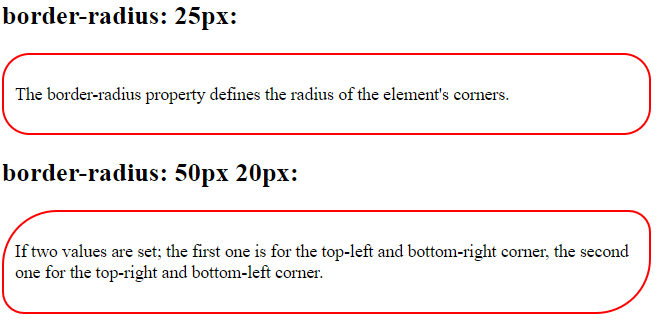 border-radius: 25px:
The border-radius property defines the radius of the element's corners.
border-radius: 50px 20px:
If two values are set; the first one is for the top-left and bottom-right corner, the second
one for the top-right and bottom-left corner.